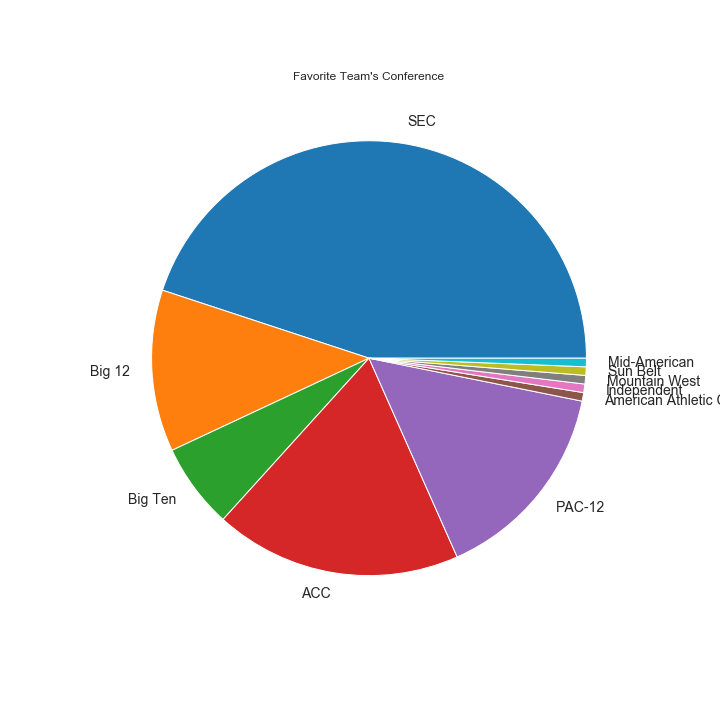 Favorite Team's Conference
SEC
Big 12
Big Ten
ACC
PAC-12
Mid-American
Sun Belt
Mountain West
Independent
American Athletic C